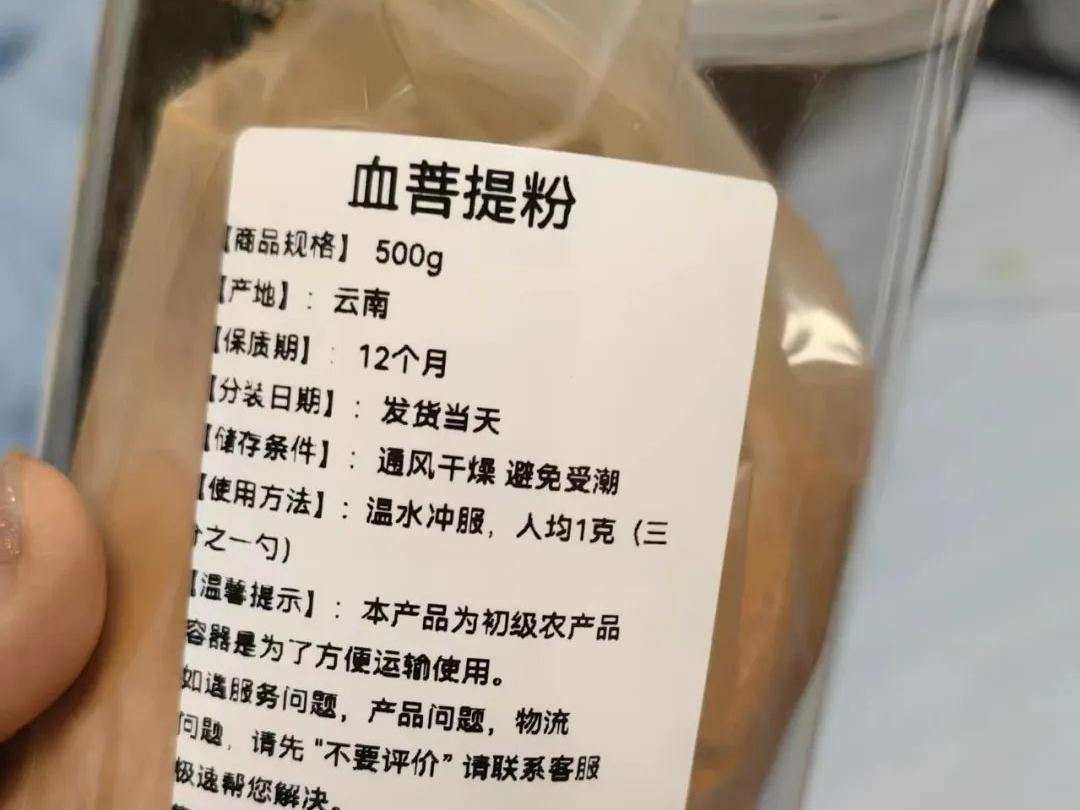 血菩提粉
【商品规格】 500g
【产地】：云南
【保质期】：12个月
【分装日期】：发货当天
【储存条件】：通风干燥 避免受潮
【使用方法】：温水冲服，人均1克（三
分之一勺）
【温馨提示】：本产品为初级农产品
容器是为了方便运输使用。
如遇服务问题，产品问题，物流
问题，请先"不要评价"请联系客服
极速帮您解决。